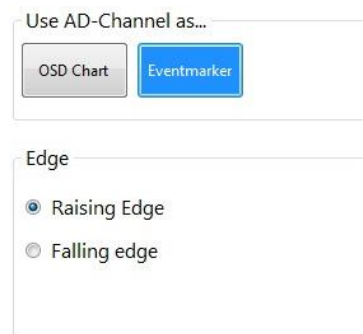 Use AD-Channel as...
OSD Chart Eventmarker
Edge
Raising Edge
Falling edge